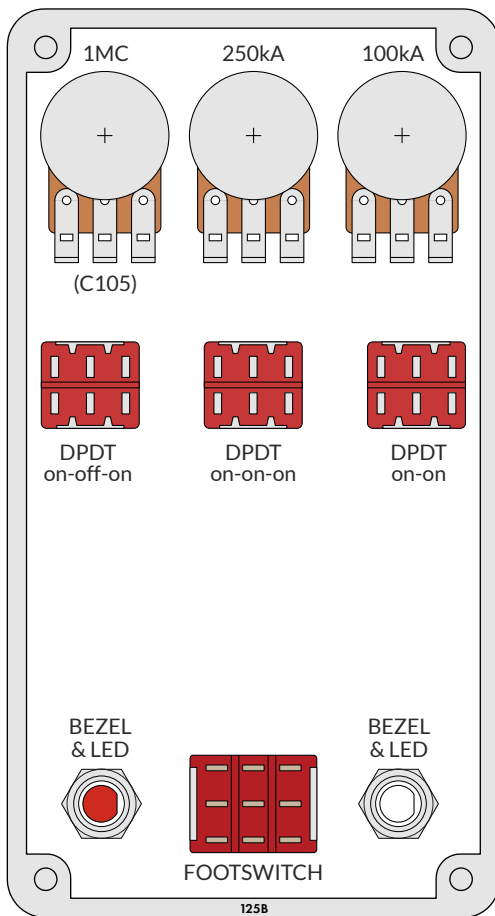 1MC
250kA
100kA
(C105)
DPDT
on-off-on
DPDT
on-on-on
DPDT
on-on
BEZEL
& LED
BEZEL
& LED
FOOTSWITCH
125B